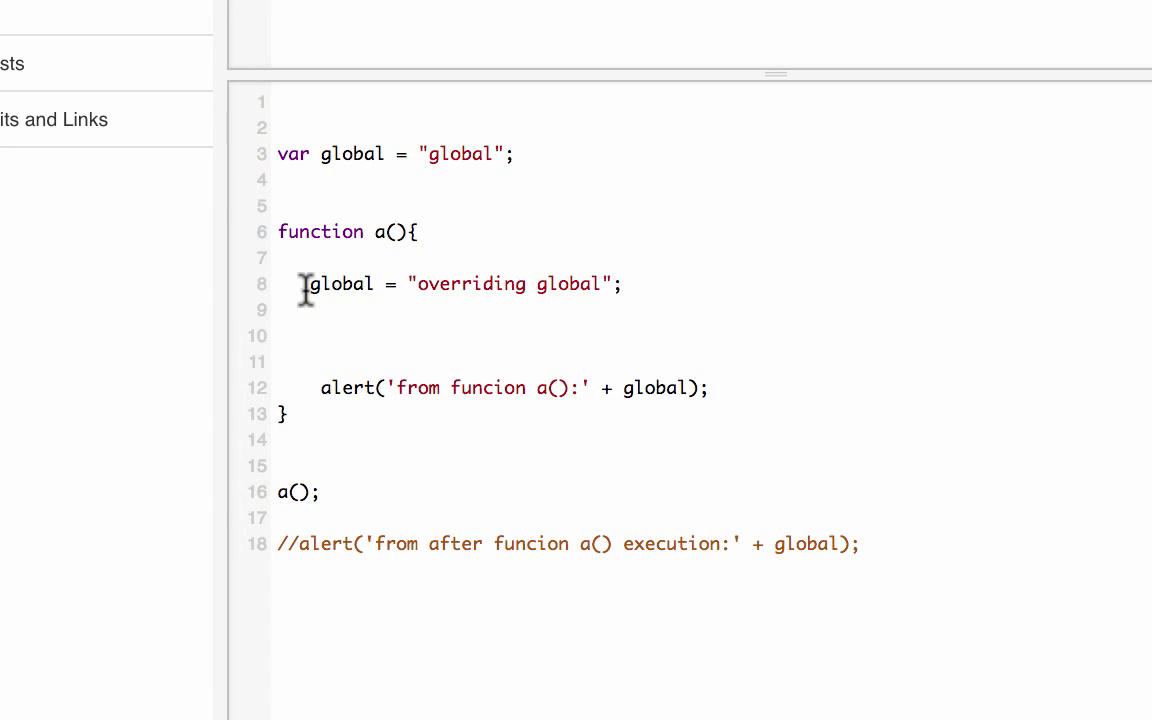 sts
its and Links
1
2
3 var global = "global";
4
5
6 function a(){
7
8 global = "overriding global";
9
10
11
12 alert('from funcion a():' + global);
13 }
14
15
16 a();
17
18 //alert('from after funcion a() execution:' + global);